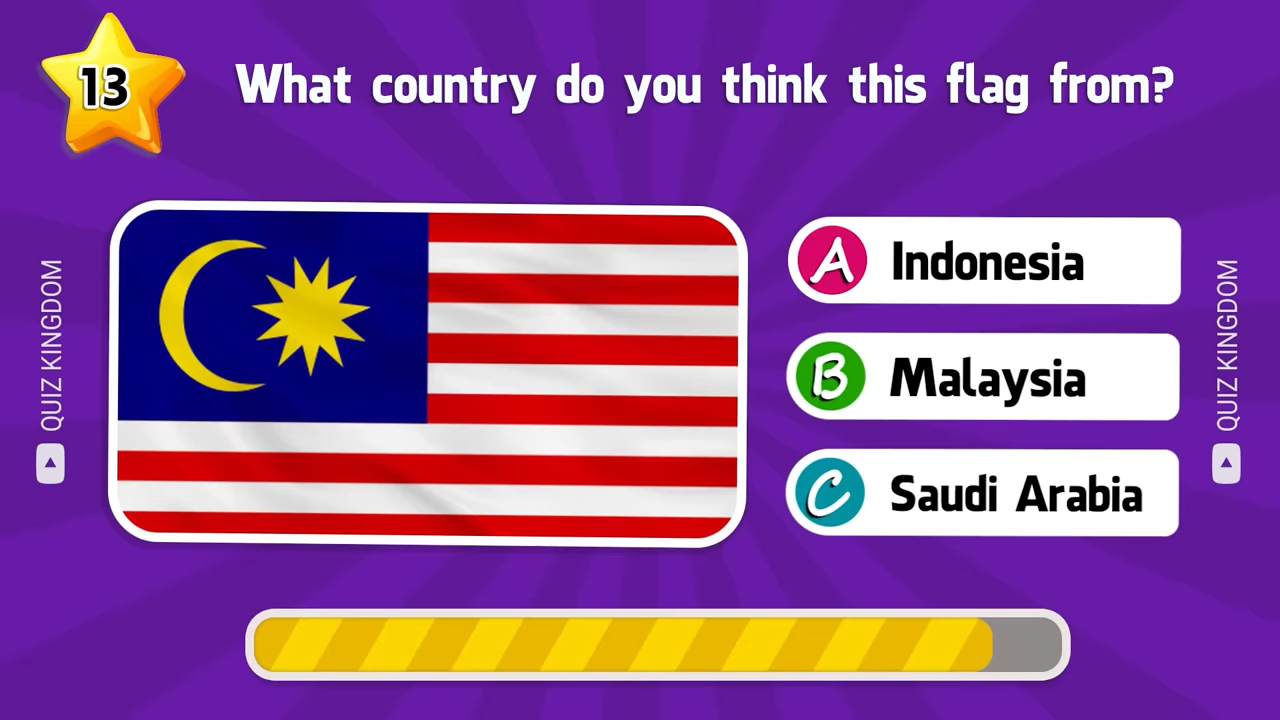 13
What country do you think this flag from?
A Indonesia
B Malaysia
C Saudi Arabia
QUIZ KINGDOM
QUIZ KINGDOM